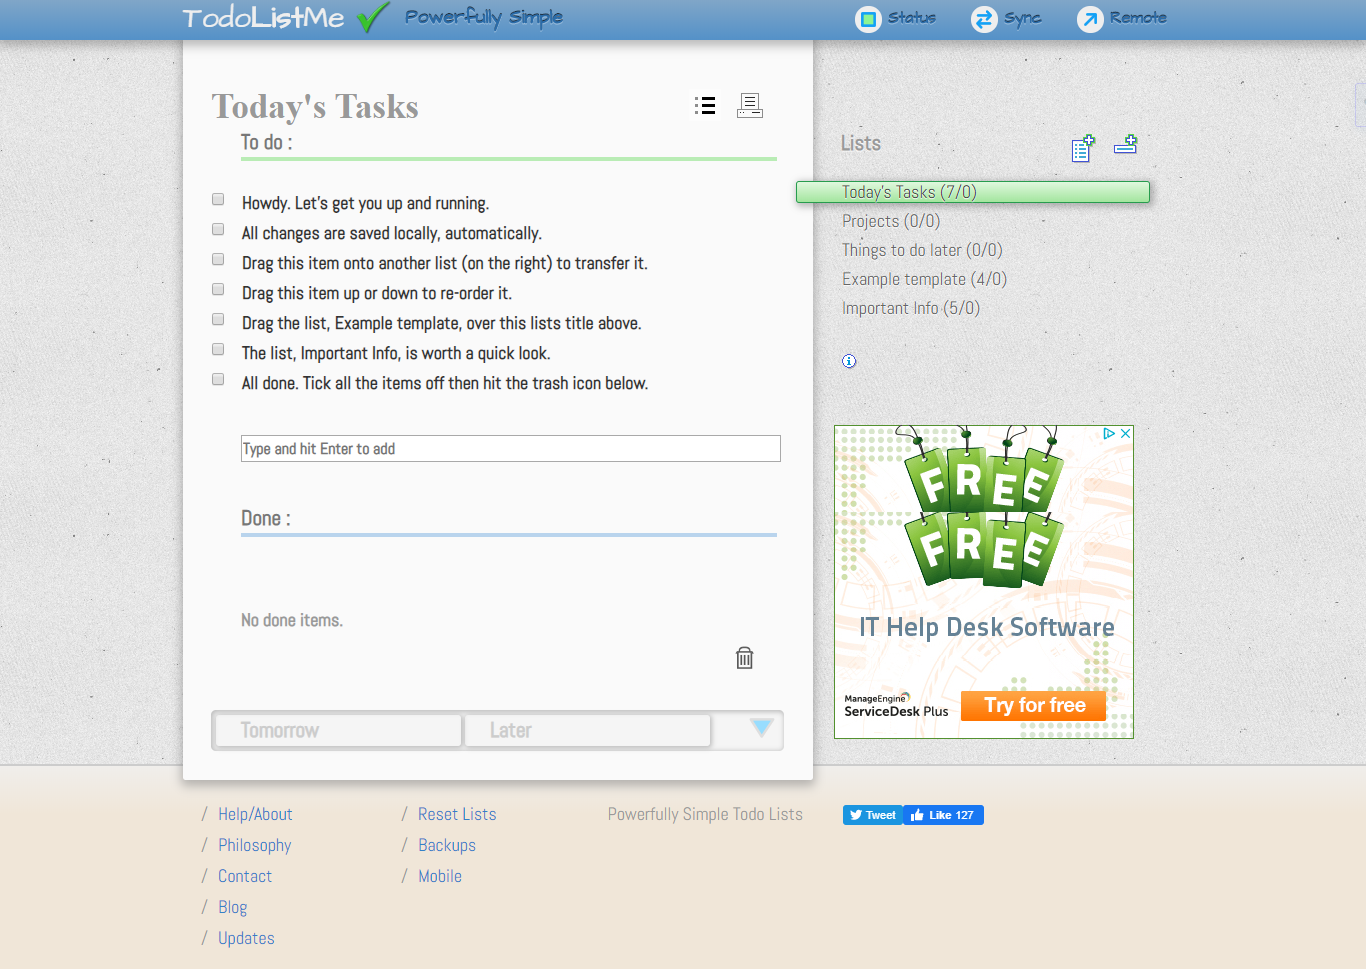 TodoListMe Powerfully Simple Status Sync Remote
Today's Tasks
To do :
Howdy. Let's get you up and running.
All changes are saved locally, automatically.
Drag this item onto another list (on the right) to transfer it.
Drag this item up or down to re-order it.
Drag the list, Example template, over this lists title above.
The list, Important Info, is worth a quick look.
All done. Tick all the items off then hit the trash icon below.
Type and hit Enter to add
Done :
No done items.
Tomorrow Later
Lists
Today's Tasks (7/0)
Projects (0/0)
Things to do later (0/0)
Example template (4/0)
Important Info (5/0)
FREE
FREE
IT Help Desk Software
ManageEngine
ServiceDesk Plus
Try for free
/ Help/About
/ Philosophy
/ Contact
/ Blog
/ Updates
/ Reset Lists
/ Backups
/ Mobile
Powerfully Simple Todo Lists
Tweet Like 127